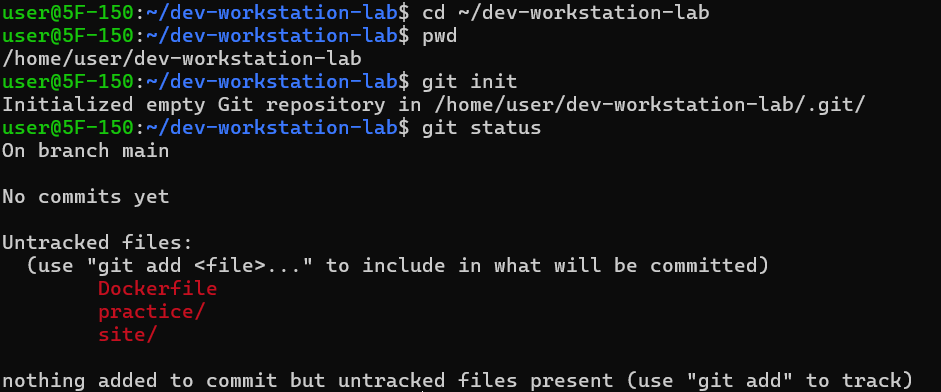 user@5F-150:~/dev-workstation-lab$ cd ~/dev-workstation-lab
user@5F-150:~/dev-workstation-lab$ pwd
/home/user/dev-workstation-lab
user@5F-150:~/dev-workstation-lab$ git init
Initialized empty Git repository in /home/user/dev-workstation-lab/.git/
user@5F-150:~/dev-workstation-lab$ git status
On branch main
No commits yet
Untracked files:
  (use "git add <file>..." to include in what will be committed)
        Dockerfile
        practice/
        site/
nothing added to commit but untracked files present (use "git add" to track)